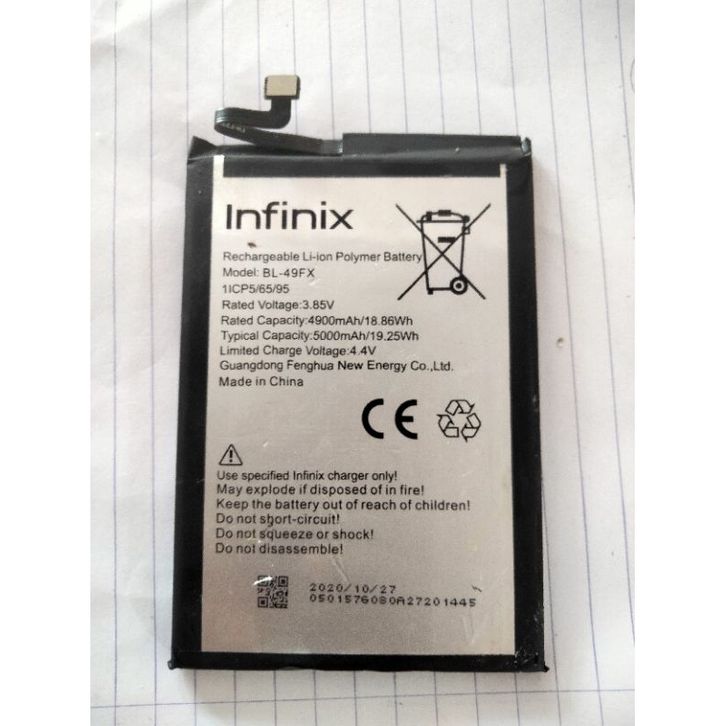 Infinix
Rechargeable Li-ion Polymer Battery
Model: BL-49FX
1ICP5/65/95
Rated Voltage:3.85V
Rated Capacity:4900mAh/18.86Wh
Typical Capacity:5000mAh/19.25Wh
Limited Charge Voltage:4.4V
Guangdong Fenghua New Energy Co.,Ltd.
Made in China
CE
Use specified Infinix charger only!
May explode if disposed of in fire!
Keep the battery out of reach of children!
Do not short-circuit!
Do not squeeze or shock!
Do not disassemble!
2020/10/27
0501576080A27201445